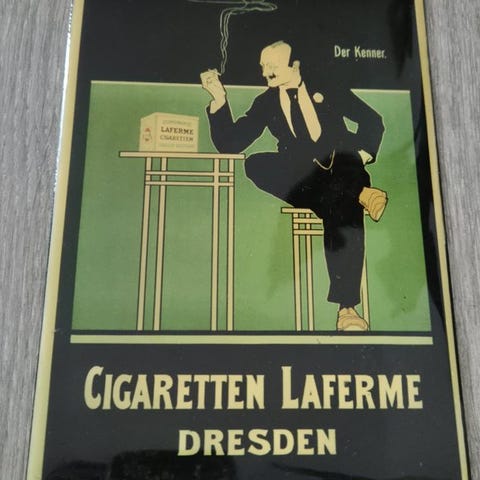 Der Kenner.
LAFERME
CIGARETTEN
CIGARETTEN LAFERME
DRESDEN